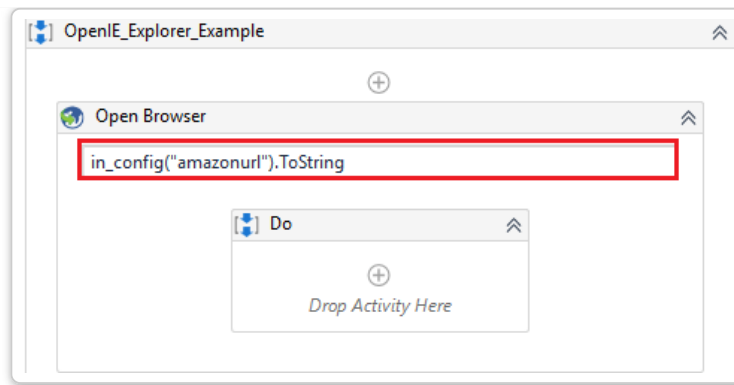 OpenIE_Explorer_Example
Open Browser
in_config("amazonurl").ToString
Do
Drop Activity Here